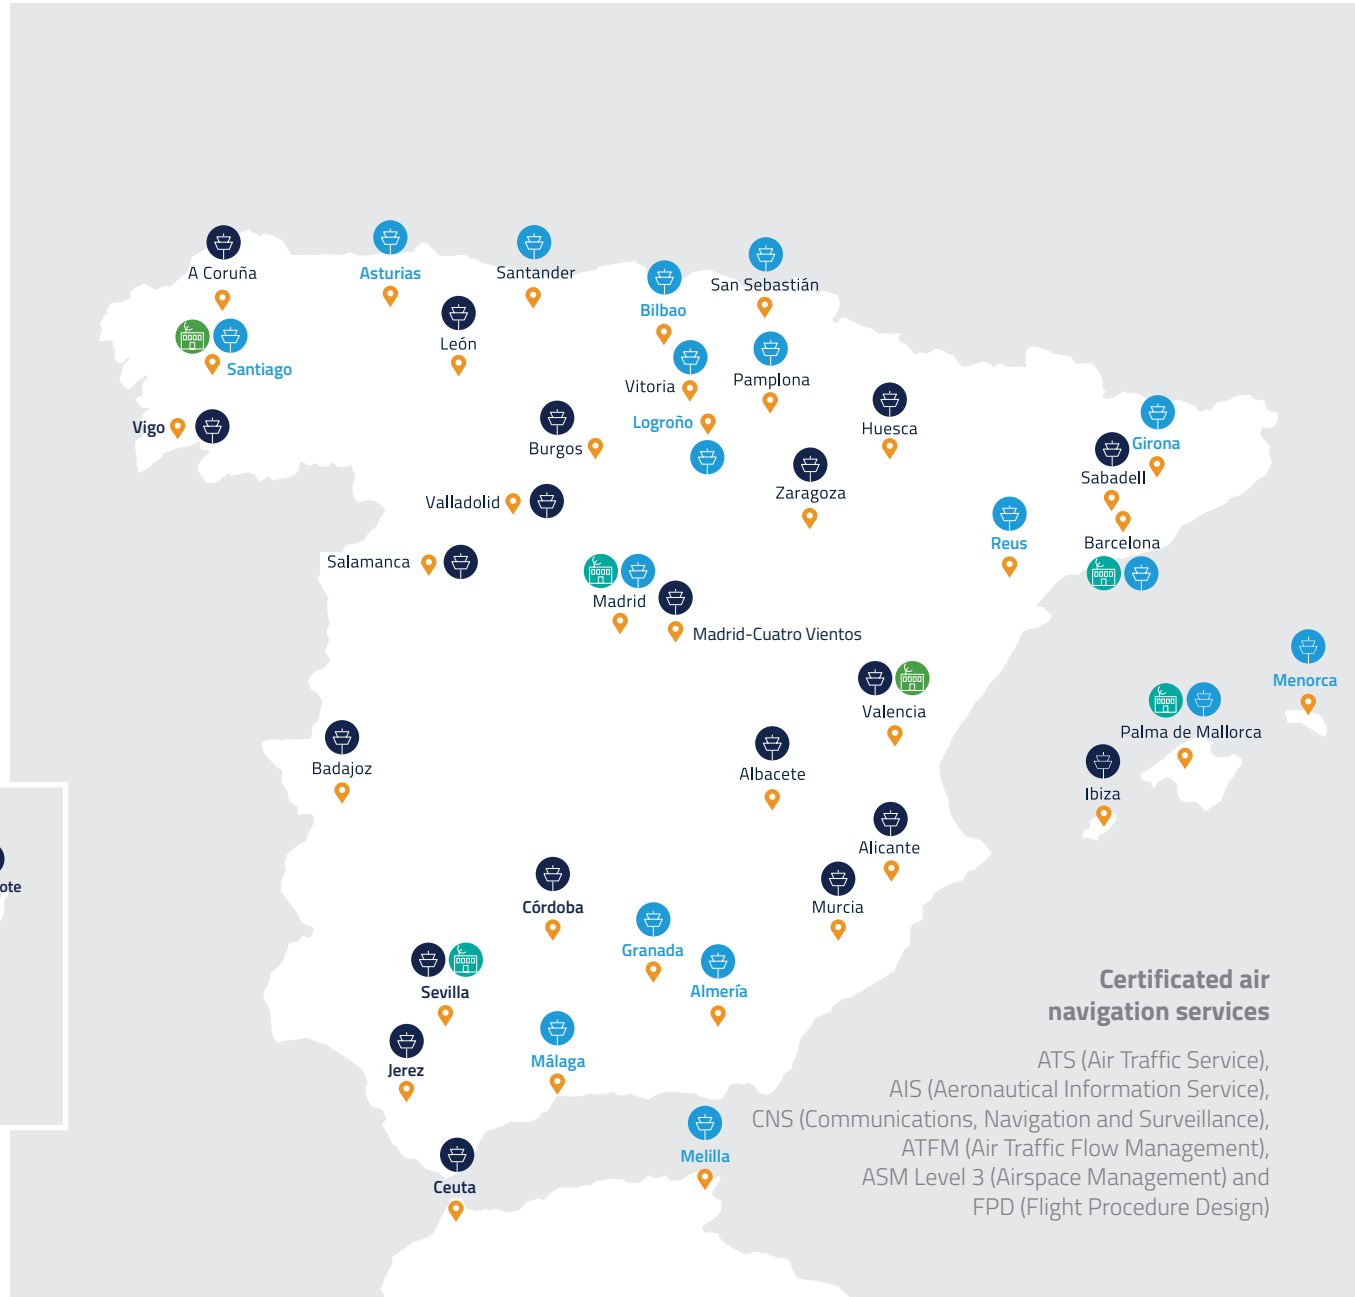 A Coruña
Asturias
Santander
San Sebastián
Bilbao
León
Santiago
Vitoria
Pamplona
Logroño
Huesca
Vigo
Burgos
Girona
Sabadell
Zaragoza
Valladolid
Barcelona
Reus
Salamanca
Madrid
Madrid-Cuatro Vientos
Menorca
Valencia
Palma de Mallorca
Badajoz
Albacete
Ibiza
Alicante
ote
Córdoba
Murcia
Granada
Sevilla
Almería
Málaga
Jerez
Melilla
Ceuta
Certificated air
navigation services
ATS (Air Traffic Service),
AIS (Aeronautical Information Service),
CNS (Communications, Navigation and Surveillance),
ATFM (Air Traffic Flow Management),
ASM Level 3 (Airspace Management) and
FPD (Flight Procedure Design)